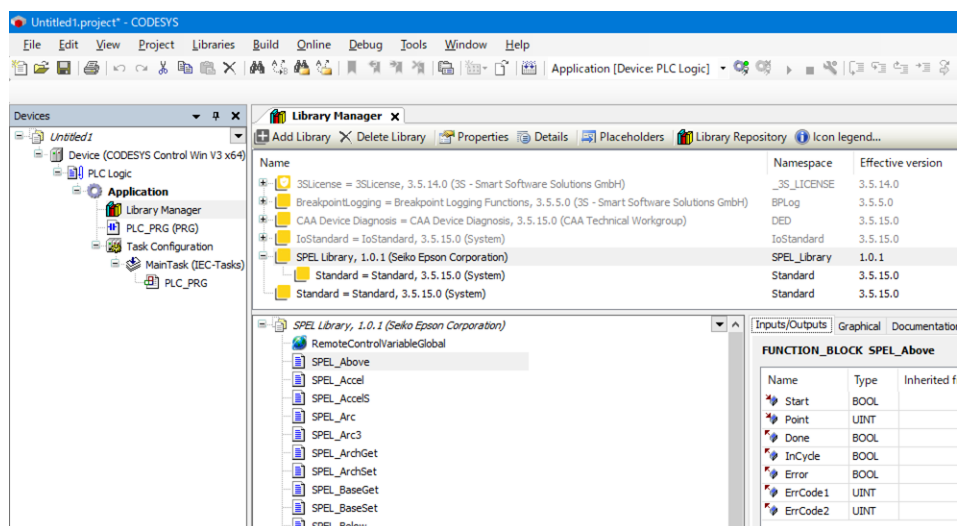 Untitled1.project* - CODESYS
File Edit View Project Libraries Build Online Debug Tools Window Help
Application [Device: PLC Logic]
Devices
Untitled1
Device (CODESYS Control Win V3 x64)
PLC Logic
Application
Library Manager
PLC_PRG (PRG)
Task Configuration
MainTask (IEC-Tasks)
PLC_PRG
Library Manager
Add Library Delete Library Properties Details Placeholders Library Repository Icon legend...
Name Namespace Effective version
3SLicense = 3SLicense, 3.5.14.0 (3S - Smart Software Solutions GmbH) _3S_LICENSE 3.5.14.0
BreakpointLogging = Breakpoint Logging Functions, 3.5.5.0 (3S - Smart Software Solutions GmbH) BPLog 3.5.5.0
CAA Device Diagnosis = CAA Device Diagnosis, 3.5.15.0 (CAA Technical Workgroup) DED 3.5.15.0
IoStandard = IoStandard, 3.5.15.0 (System) IoStandard 3.5.15.0
SPEL Library, 1.0.1 (Seiko Epson Corporation) SPEL_Library 1.0.1
Standard = Standard, 3.5.15.0 (System) Standard 3.5.15.0
Standard = Standard, 3.5.15.0 (System) Standard 3.5.15.0
SPEL Library, 1.0.1 (Seiko Epson Corporation)
RemoteControlVariableGlobal
SPEL_Above
SPEL_Accel
SPEL_AccelS
SPEL_Arc
SPEL_Arc3
SPEL_ArchGet
SPEL_ArchSet
SPEL_BaseGet
SPEL_BaseSet
SPEL_Below
Inputs/Outputs Graphical Documentation
FUNCTION_BLOCK SPEL_Above
Name Type Inherited f
Start BOOL
Point UINT
Done BOOL
InCycle BOOL
Error BOOL
ErrCode1 UINT
ErrCode2 UINT